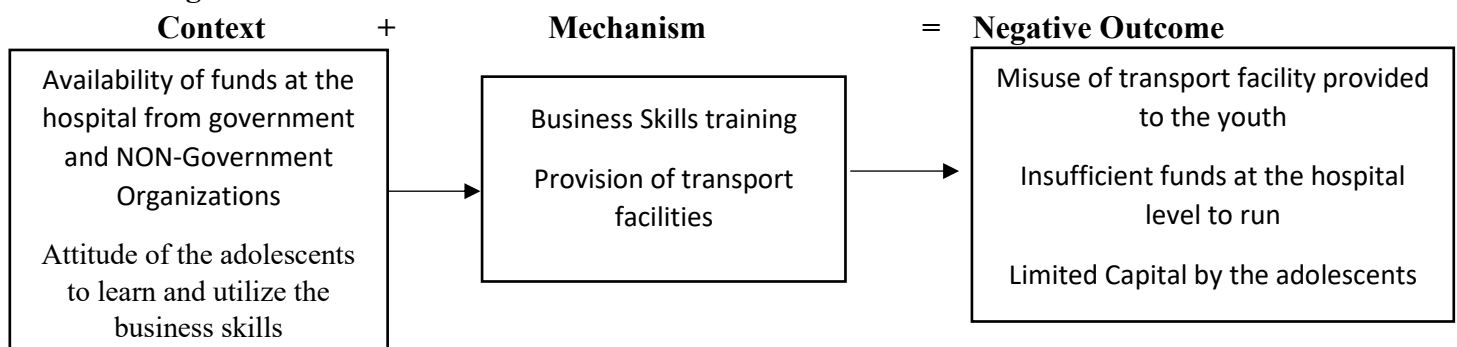 Context + Mechanism = Negative Outcome
Availability of funds at the
hospital from government
and NON-Government
Organizations
Attitude of the adolescents
to learn and utilize the
business skills
Business Skills training
Provision of transport
facilities
Misuse of transport facility provided
to the youth
Insufficient funds at the hospital
level to run
Limited Capital by the adolescents